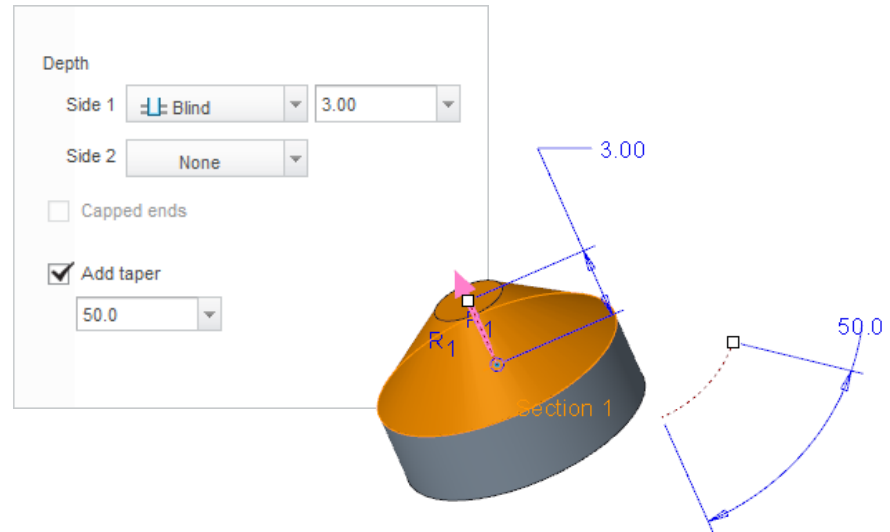 Depth
Side 1 Blind 3.00
Side 2 None
Capped ends
Add taper
50.0
3.00
R1
R1
50.0
Section 1